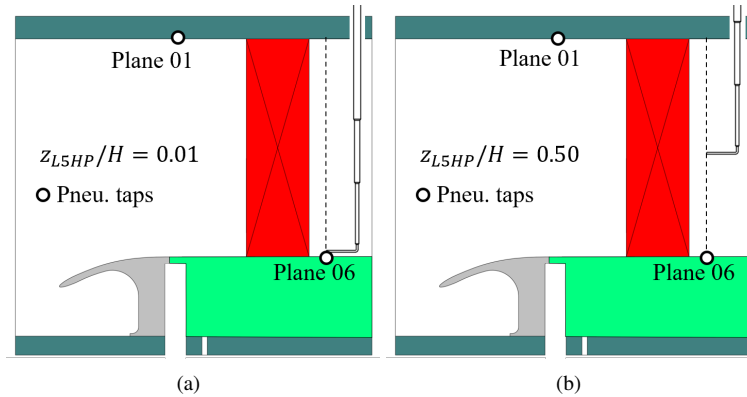 Plane 01
z_{L5HP}/H = 0.01
Pneu. taps
Plane 06
(a)
Plane 01
z_{L5HP}/H = 0.50
Pneu. taps
Plane 06
(b)